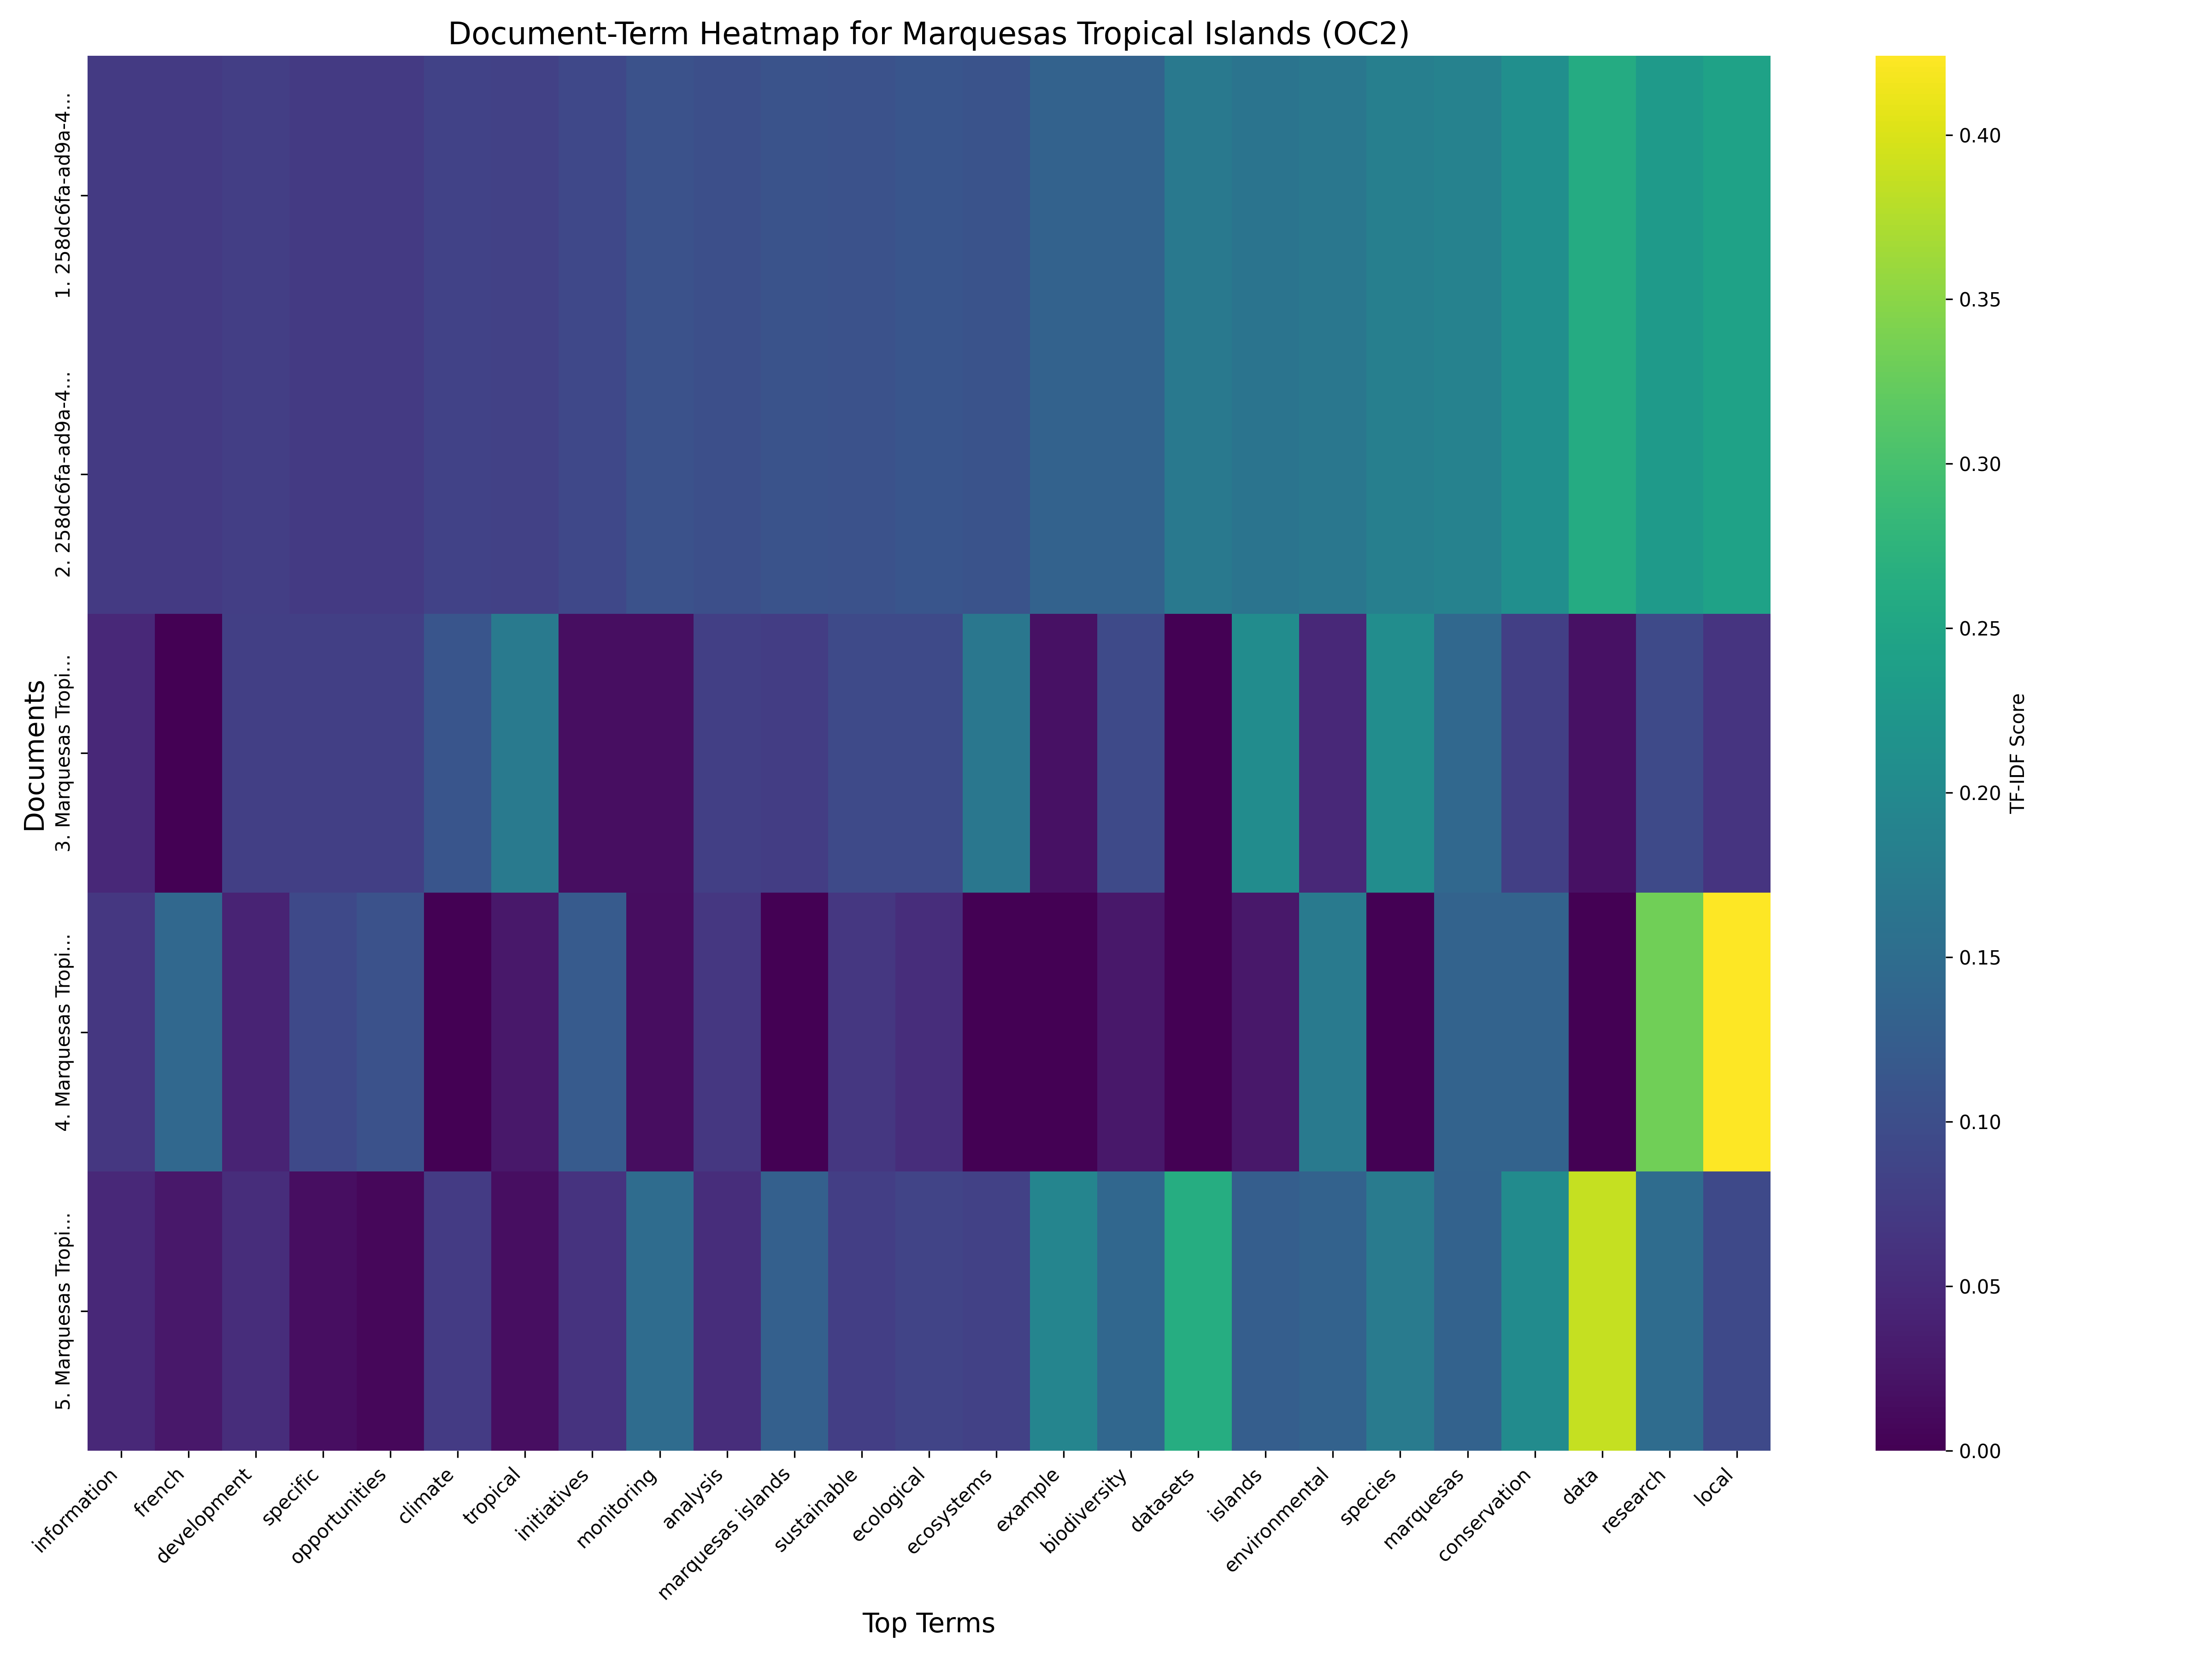 Document-Term Heatmap for Marquesas Tropical Islands (OC2)
Documents
1. 258dc6fa-ad9a-4...
2. 258dc6fa-ad9a-4...
3. Marquesas Tropi...
4. Marquesas Tropi...
5. Marquesas Tropi...
information
french
development
specific
opportunities
climate
tropical
initiatives
monitoring
analysis
marquesas islands
sustainable
ecological
ecosystems
example
biodiversity
datasets
islands
environmental
species
marquesas
conservation
data
research
local
Top Terms
0.40
0.35
0.30
0.25
0.20
0.15
0.10
0.05
0.00
TF-IDF Score